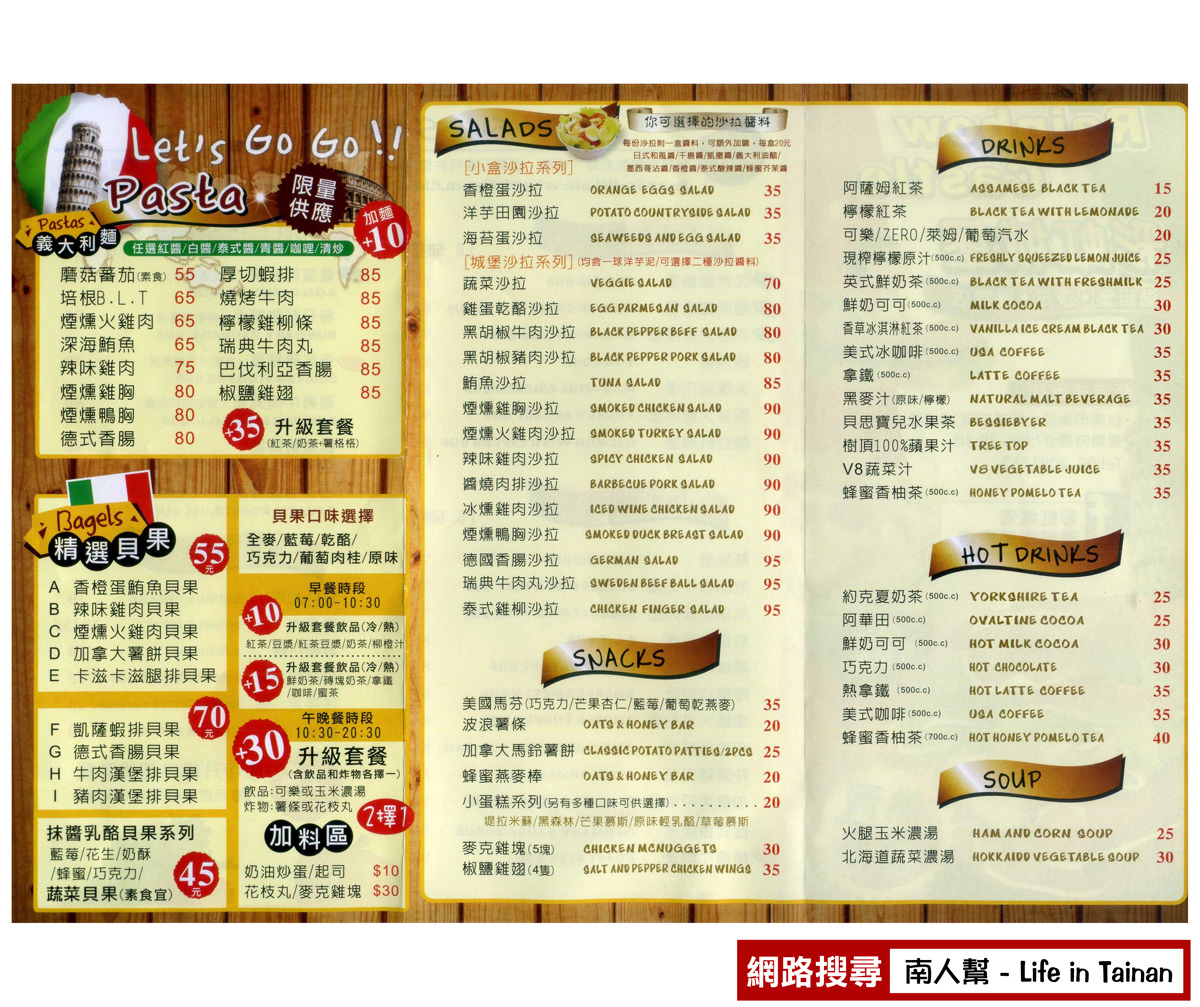 Let's Go Go!!
Pasta
限量
供應
Pastas
義大利麵
加麵
+10
任選紅醬/白醬/泰式醬/青醬/咖哩/清炒
磨菇蕃茄(素食) 55 厚切蝦排 85
培根B.L.T 65 燒烤牛肉 85
煙燻火雞肉 65 檸檬雞柳條 85
深海鮪魚 65 瑞典牛肉丸 85
辣味雞肉 75 巴伐利亞香腸 85
煙燻雞胸 80 椒鹽雞翅 85
煙燻鴨胸 80
德式香腸 80
+35 升級套餐
(紅茶/奶茶+薯格格)
Bagels
精選貝果
55元
A 香橙蛋鮪魚貝果
B 辣味雞肉貝果
C 煙燻火雞肉貝果
D 加拿大薯餅貝果
E 卡滋卡滋腿排貝果
70元
F 凱薩蝦排貝果
G 德式香腸貝果
H 牛肉漢堡排貝果
I 豬肉漢堡排貝果
抹醬乳酪貝果系列
藍莓/花生/奶酥
/蜂蜜/巧克力/
蔬菜貝果(素食宜)
45元
貝果口味選擇
全麥/藍莓/乾酪/
巧克力/葡萄肉桂/原味
早餐時段
07:00-10:30
+10 升級套餐飲品(冷/熱)
紅茶/豆漿/紅茶豆漿/奶茶/柳橙汁
+15 升級套餐飲品(冷/熱)
鮮奶茶/磚塊奶茶/拿鐵
/咖啡/蜜茶
午晚餐時段
10:30-20:30
+30 升級套餐
(含飲品和炸物各擇一)
飲品:可樂或玉米濃湯
炸物:薯條或花枝丸
2擇1
加料區
奶油炒蛋/起司 $10
花枝丸/麥克雞塊 $30
SALADS
你可選擇的沙拉醬料
每份沙拉附一盒醬料，可額外加購，每盒20元
日式和風醬/千島醬/凱撒醬/義大利油醋/
墨西哥沾醬/香橙醬/泰式酸辣醬/蜂蜜芥茉醬
[小盒沙拉系列]
香橙蛋沙拉 ORANGE EGGS SALAD 35
洋芋田園沙拉 POTATO COUNTRYSIDE SALAD 35
海苔蛋沙拉 SEAWEEDS AND EGG SALAD 35
[城堡沙拉系列](均含一球洋芋泥/可選擇二種沙拉醬料)
蔬菜沙拉 VEGGIE SALAD 70
雞蛋乾酪沙拉 EGG PARMESAN SALAD 80
黑胡椒牛肉沙拉 BLACK PEPPER BEEF SALAD 80
黑胡椒豬肉沙拉 BLACK PEPPER PORK SALAD 80
鮪魚沙拉 TUNA SALAD 85
煙燻雞胸沙拉 SMOKED CHICKEN SALAD 90
煙燻火雞肉沙拉 SMOKED TURKEY SALAD 90
辣味雞肉沙拉 SPICY CHICKEN SALAD 90
醬燒肉排沙拉 BARBECUE PORK SALAD 90
冰燻雞肉沙拉 ICED WINE CHICKEN SALAD 90
煙燻鴨胸沙拉 SMOKED DUCK BREAST SALAD 90
德國香腸沙拉 GERMAN SALAD 95
瑞典牛肉丸沙拉 SWEDEN BEEF BALL SALAD 95
泰式雞柳沙拉 CHICKEN FINGER SALAD 95
SNACKS
美國馬芬(巧克力/芒果杏仁/藍莓/葡萄乾燕麥) 35
波浪薯條 OATS & HONEY BAR 20
加拿大馬鈴薯餅 CLASSIC POTATO PATTIES/2PCS 25
蜂蜜燕麥棒 OATS & HONEY BAR 20
小蛋糕系列(另有多種口味可供選擇)..........20
堤拉米蘇/黑森林/芒果慕斯/原味輕乳酪/草莓慕斯
麥克雞塊(5塊) CHICKEN MCNUGGETS 30
椒鹽雞翅(4隻) SALT AND PEPPER CHICKEN WINGS 35
DRINKS
阿薩姆紅茶 ASSAMESE BLACK TEA 15
檸檬紅茶 BLACK TEA WITH LEMONADE 20
可樂/ZERO/萊姆/葡萄汽水 20
現榨檸檬原汁(500c.c) FRESHLY SQUEEZED LEMON JUICE 25
英式鮮奶茶(500c.c) BLACK TEA WITH FRESHMILK 25
鮮奶可可(500c.c) MILK COCOA 30
香草冰淇淋紅茶(500c.c) VANILLA ICE CREAM BLACK TEA 30
美式冰咖啡(500c.c) USA COFFEE 35
拿鐵(500c.c) LATTE COFFEE 35
黑麥汁(原味/檸檬) NATURAL MALT BEVERAGE 35
貝思寶兒水果茶 BESSIEBYER 35
樹頂100%蘋果汁 TREE TOP 35
V8蔬菜汁 V8 VEGETABLE JUICE 35
蜂蜜香柚茶(500c.c) HONEY POMELO TEA 35
HOT DRINKS
約克夏奶茶(500c.c) YORKSHIRE TEA 25
阿華田(500c.c) OVALTINE COCOA 25
鮮奶可可(500c.c) HOT MILK COCOA 30
巧克力(500c.c) HOT CHOCOLATE 30
熱拿鐵(500c.c) HOT LATTE COFFEE 35
美式咖啡(500c.c) USA COFFEE 35
蜂蜜香柚茶(700c.c) HOT HONEY POMELO TEA 40
SOUP
火腿玉米濃湯 HAM AND CORN SOUP 25
北海道蔬菜濃湯 HOKKAIDD VEGETABLE SOUP 30
網路搜尋 南人幫 - Life in Tainan